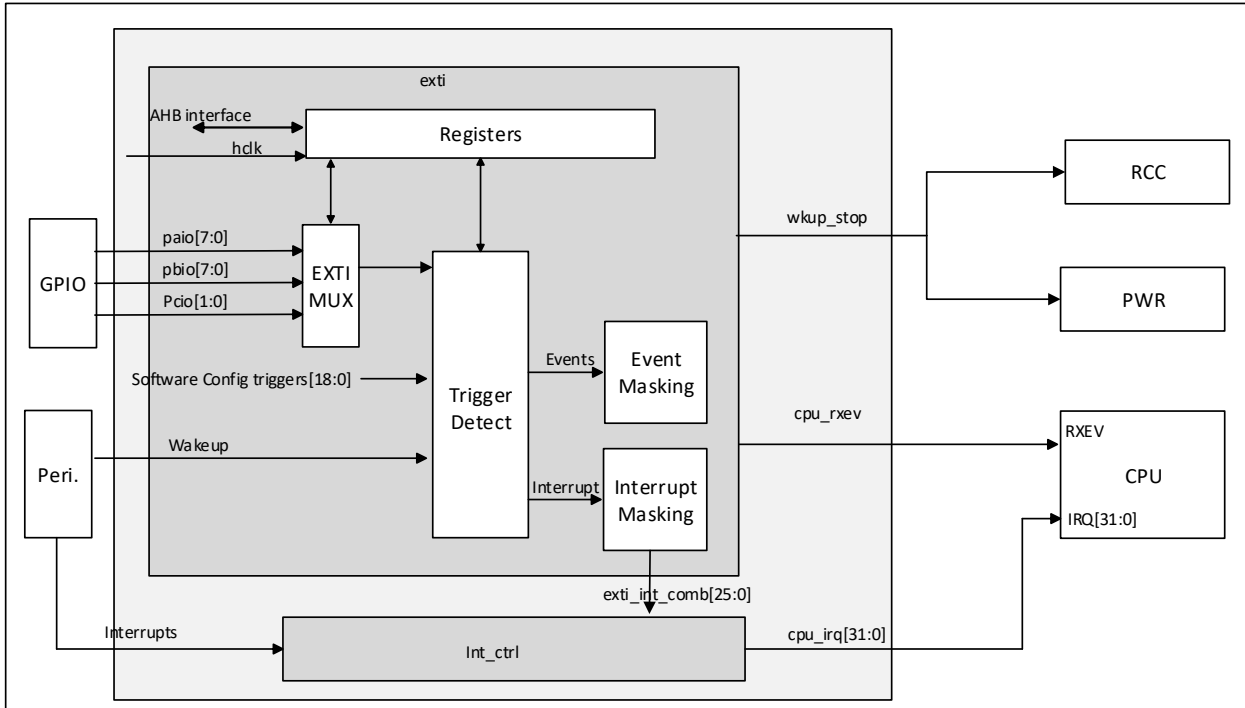 exti
AHB interface
Registers
hclk
RCC
wkup_stop
paio[7:0]
pbio[7:0]
Pcio[1:0]
GPIO
EXTI
MUX
PWR
Software Config triggers[18:0]
Trigger
Detect
Events
Event
Masking
cpu_rxev
RXEV
CPU
IRQ[31:0]
Peri.
Wakeup
Interrupt
Interrupt
Masking
exti_int_comb[25:0]
Interrupts
Int_ctrl
cpu_irq[31:0]